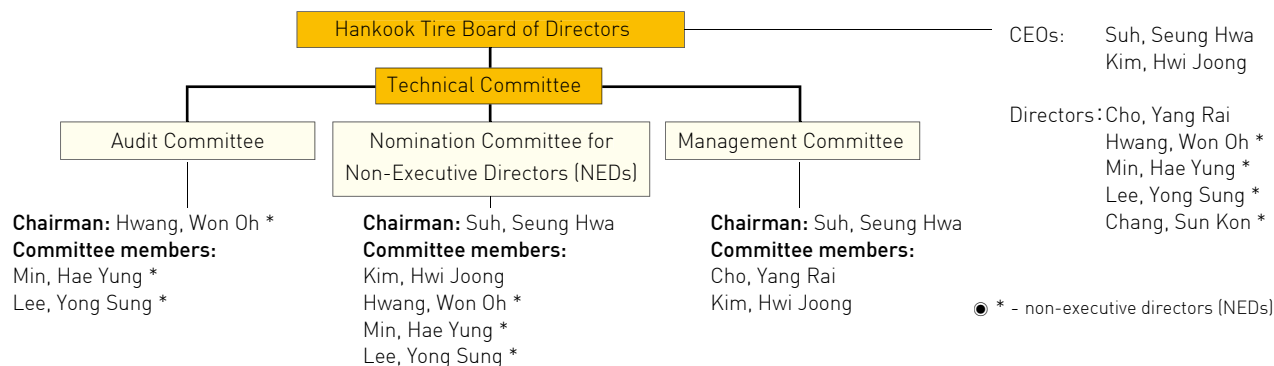 Hankook Tire Board of Directors
Technical Committee
Audit Committee
Nomination Committee for
Non-Executive Directors (NEDs)
Management Committee
Chairman: Hwang, Won Oh *
Committee members:
Min, Hae Yung *
Lee, Yong Sung *
Chairman: Suh, Seung Hwa
Committee members:
Kim, Hwi Joong
Hwang, Won Oh *
Min, Hae Yung *
Lee, Yong Sung *
Chairman: Suh, Seung Hwa
Committee members:
Cho, Yang Rai
Kim, Hwi Joong
CEOs: Suh, Seung Hwa
Kim, Hwi Joong
Directors: Cho, Yang Rai
Hwang, Won Oh *
Min, Hae Yung *
Lee, Yong Sung *
Chang, Sun Kon *
◉ * - non-executive directors (NEDs)